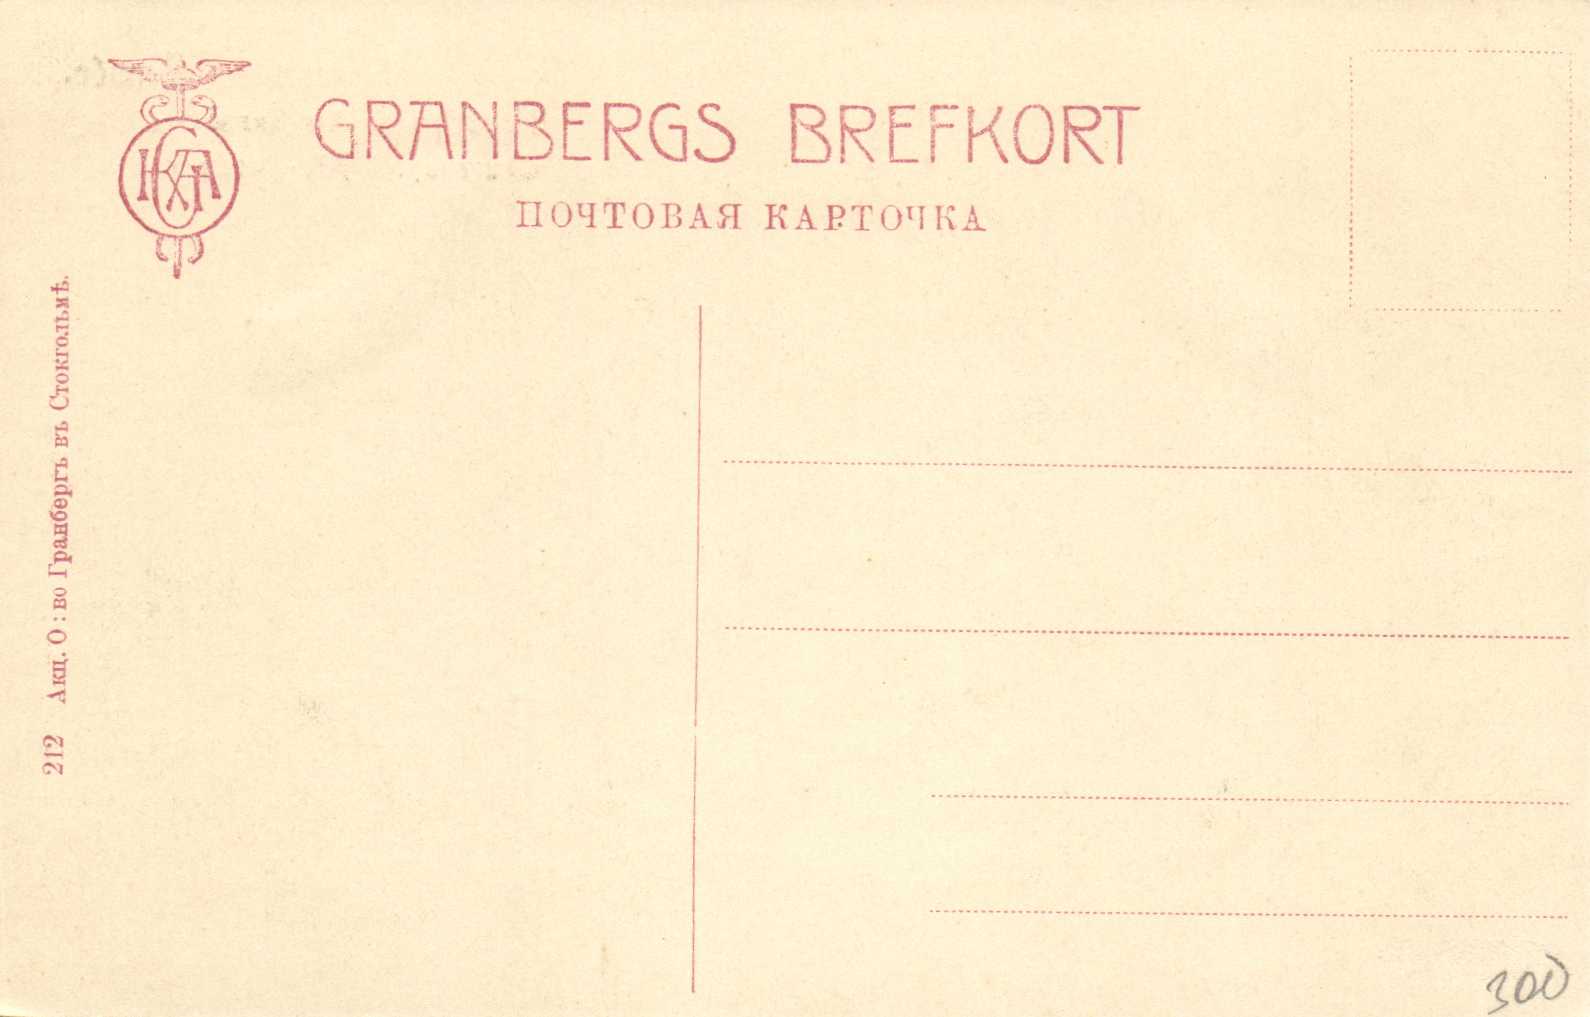 GRANBERGS BREFKORT
ПОЧТОВАЯ КАРТОЧКА
212 Акц. О: во Гранбергъ въ Стокгольмѣ.
300